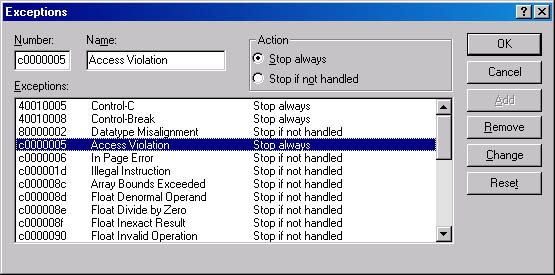 Exceptions
Number: Name:
c0000005 Access Violation
Action
Stop always
Stop if not handled
OK
Cancel
Add
Remove
Change
Reset
Exceptions:
40010005 Control-C Stop always
40010008 Control-Break Stop always
80000002 Datatype Misalignment Stop if not handled
c0000005 Access Violation Stop always
c0000006 In Page Error Stop if not handled
c000001d Illegal Instruction Stop if not handled
c000008c Array Bounds Exceeded Stop if not handled
c000008d Float Denormal Operand Stop if not handled
c000008e Float Divide by Zero Stop if not handled
c000008f Float Inexact Result Stop if not handled
c0000090 Float Invalid Operation Stop if not handled